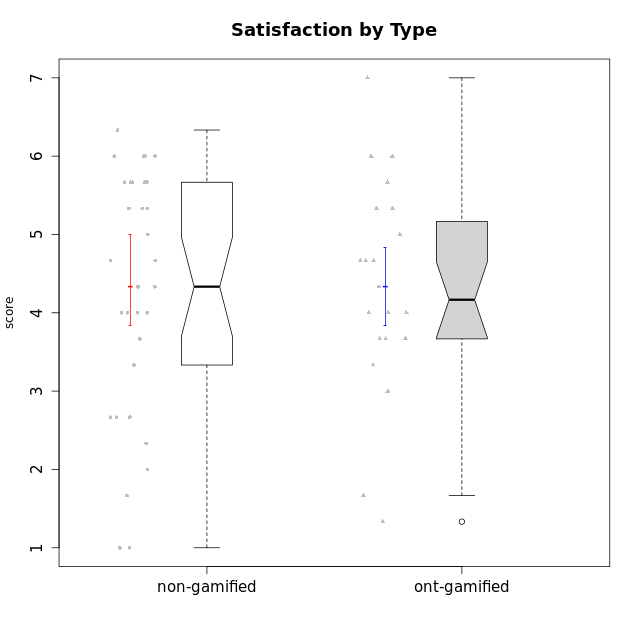 Satisfaction by Type
score
7
6
5
4
3
2
1
non-gamified
ont-gamified